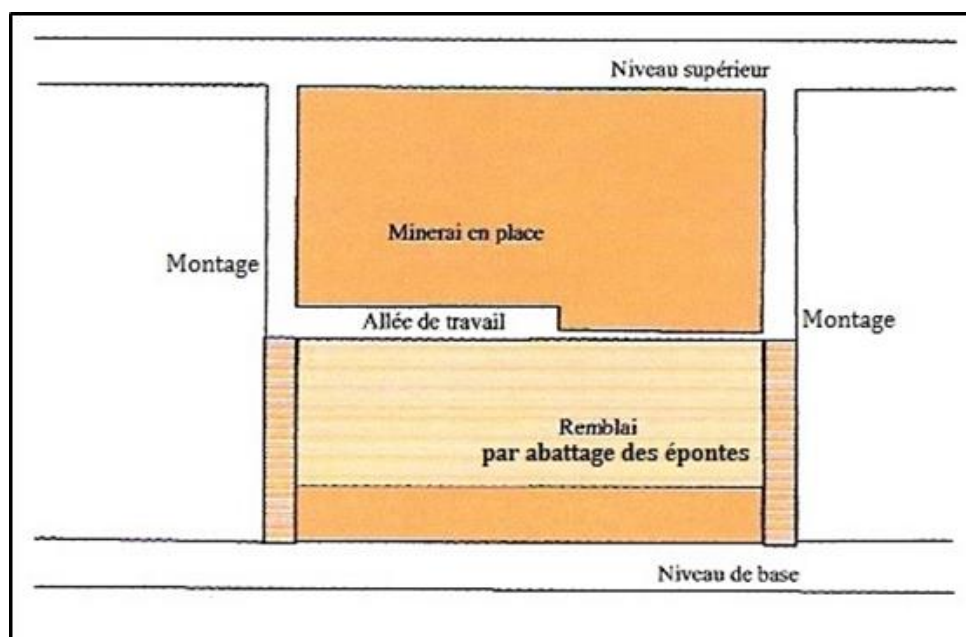 Niveau supérieur
Minerai en place
Montage
Allée de travail
Montage
Remblai
par abattage des épontes
Niveau de base